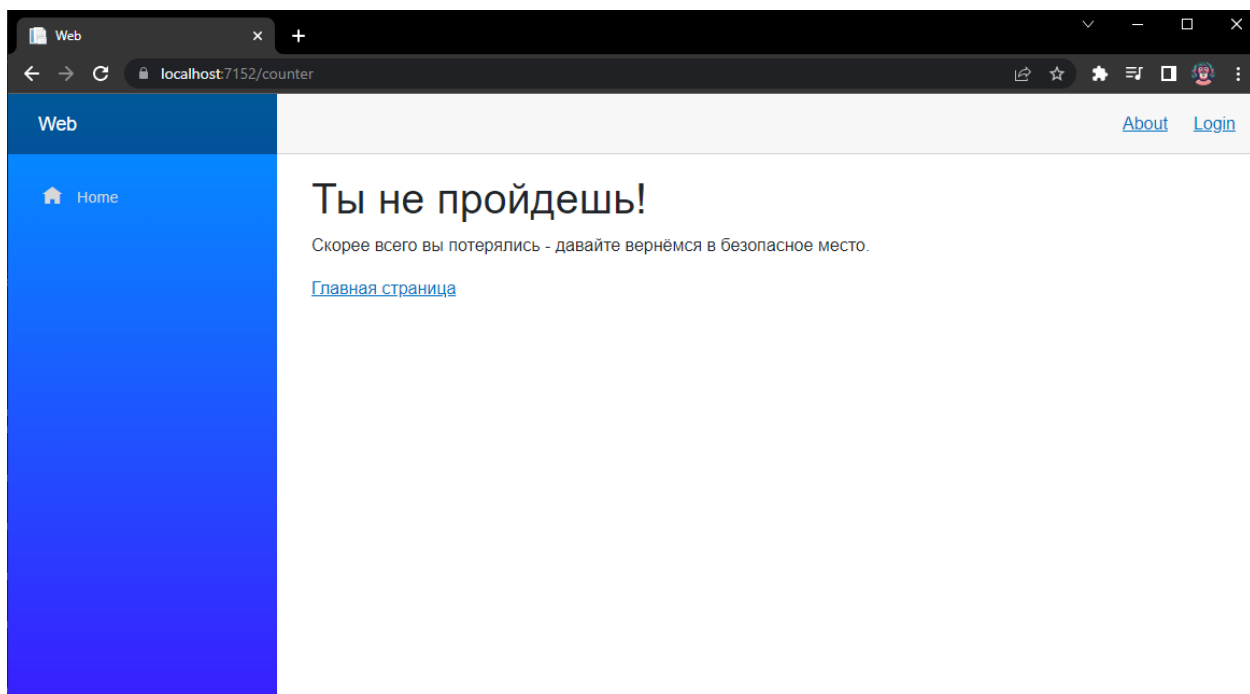 Web
localhost:7152/counter
Web
About Login
Home
Ты не пройдешь!
Скорее всего вы потерялись - давайте вернёмся в безопасное место.
Главная страница